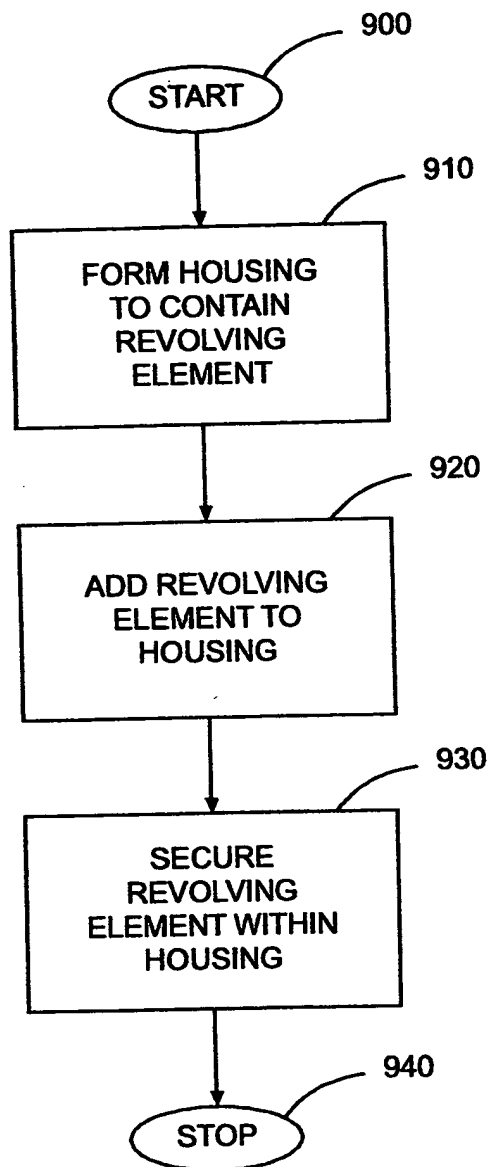 900
START
910
FORM HOUSING
TO CONTAIN
REVOLVING
ELEMENT
920
ADD REVOLVING
ELEMENT TO
HOUSING
930
SECURE
REVOLVING
ELEMENT WITHIN
HOUSING
940
STOP